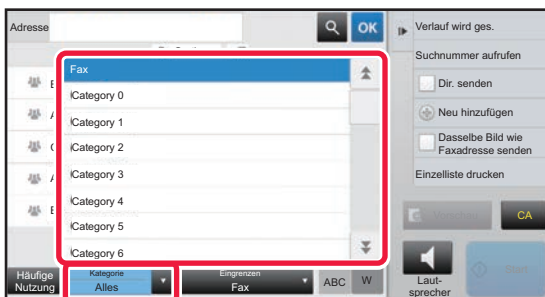 Adresse
OK
Fax
Category 0
Category 1
Category 2
Category 3
Category 4
Category 5
Category 6
Häufige
Nutzung
Kategorie
Alles
Eingrenzen
Fax
ABC
W
Verlauf wird ges.
Suchnummer aufrufen
Dir. senden
Neu hinzufügen
Dasselbe Bild wie
Faxadresse senden
Einzelliste drucken
CA
Laut-
sprecher
Start